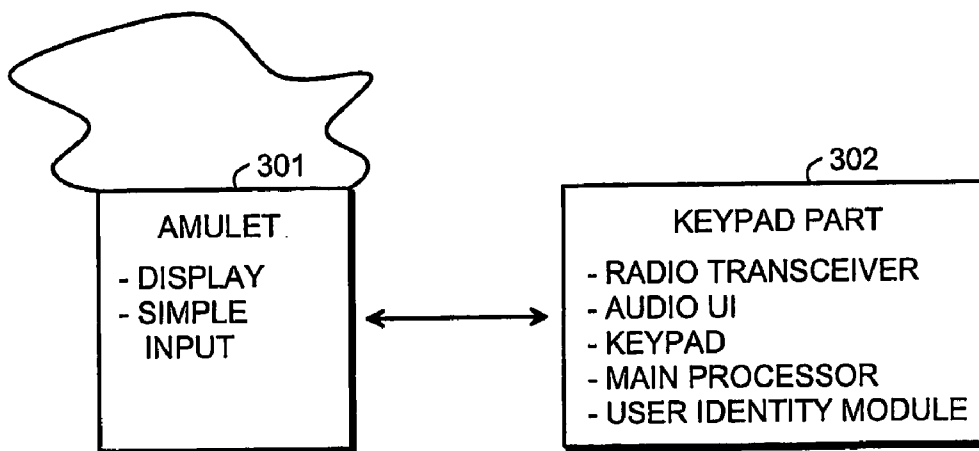 301
AMULET
- DISPLAY
- SIMPLE
INPUT
302
KEYPAD PART
- RADIO TRANSCEIVER
- AUDIO UI
- KEYPAD
- MAIN PROCESSOR
- USER IDENTITY MODULE